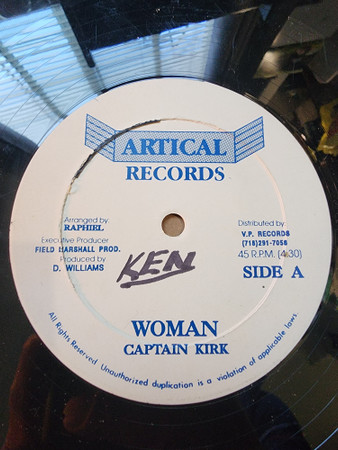 ARTICAL
RECORDS
Arranged by:
RAPHIEL
Executive Producer
FIELD MARSHALL PROD.
Produced by
D. WILLIAMS
KEN
Distributed by
V.P. RECORDS
(718)291-7058
45 R.P.M. (4:30)
SIDE A
WOMAN
CAPTAIN KIRK
All Rights Reserved. Unauthorized duplication is a violation of applicable laws.